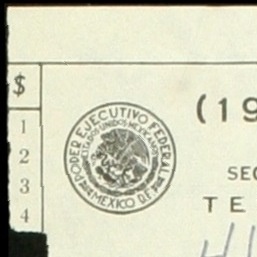 $
(19
1
PODER EJECUTIVO FEDERAL
ESTADOS UNIDOS MEXICANOS
MEXICO D.F.
2
SEC
3
TE
4